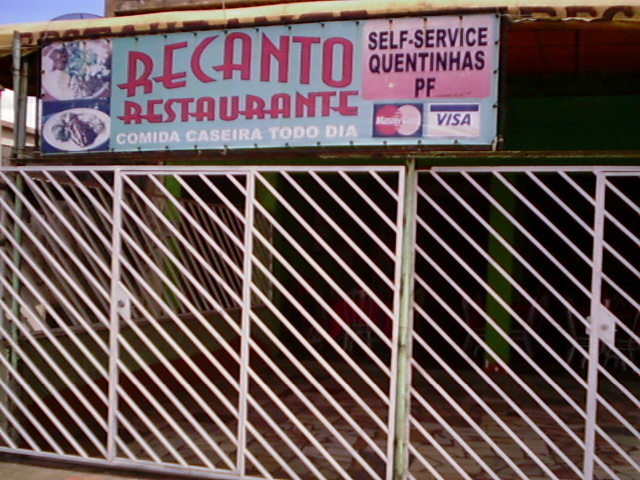 RECANTO
RESTAURANTE
COMIDA CASEIRA TODO DIA
SELF-SERVICE
QUENTINHAS
PF
MasterCard
VISA